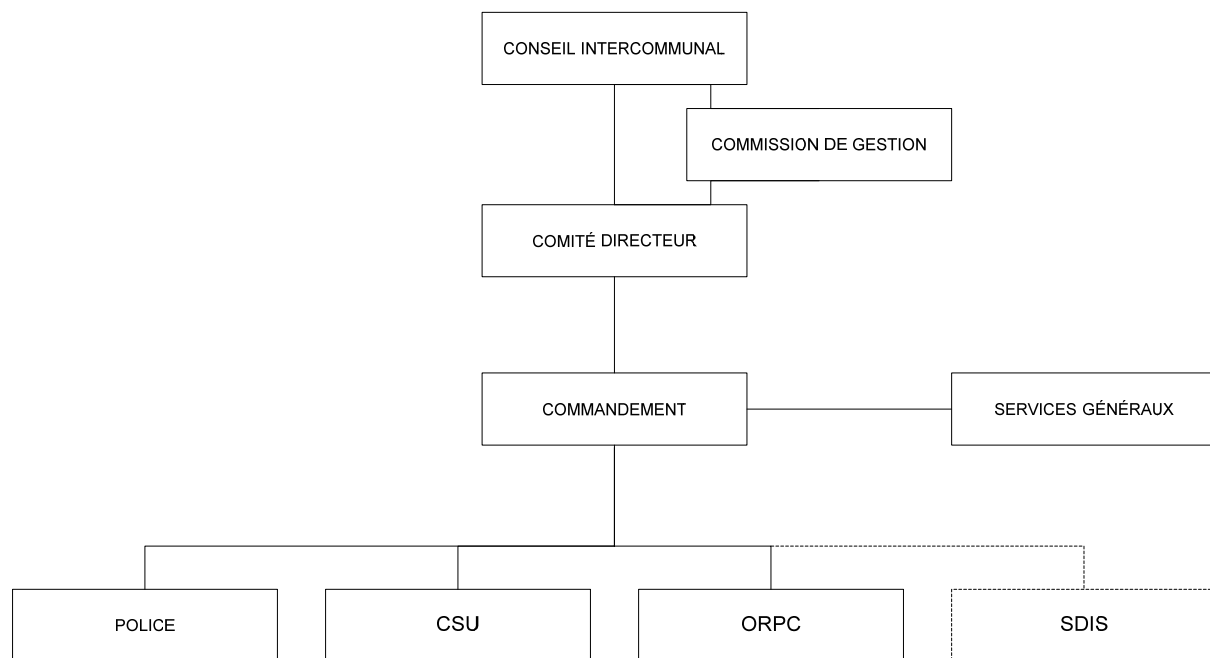 CONSEIL INTERCOMMUNAL
COMMISSION DE GESTION
COMITÉ DIRECTEUR
COMMANDEMENT
SERVICES GÉNÉRAUX
POLICE
CSU
ORPC
SDIS